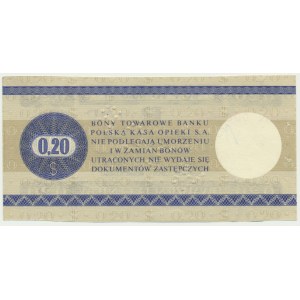 BONY TOWAROWE BANKU
POLSKA KASA OPIEKI S.A.
NIE PODLEGAJĄ UMORZENIU
I W ZAMIAN BONÓW
UTRACONYCH NIE WYDAJE SIĘ
DOKUMENTÓW ZASTĘPCZYCH
0,20
$